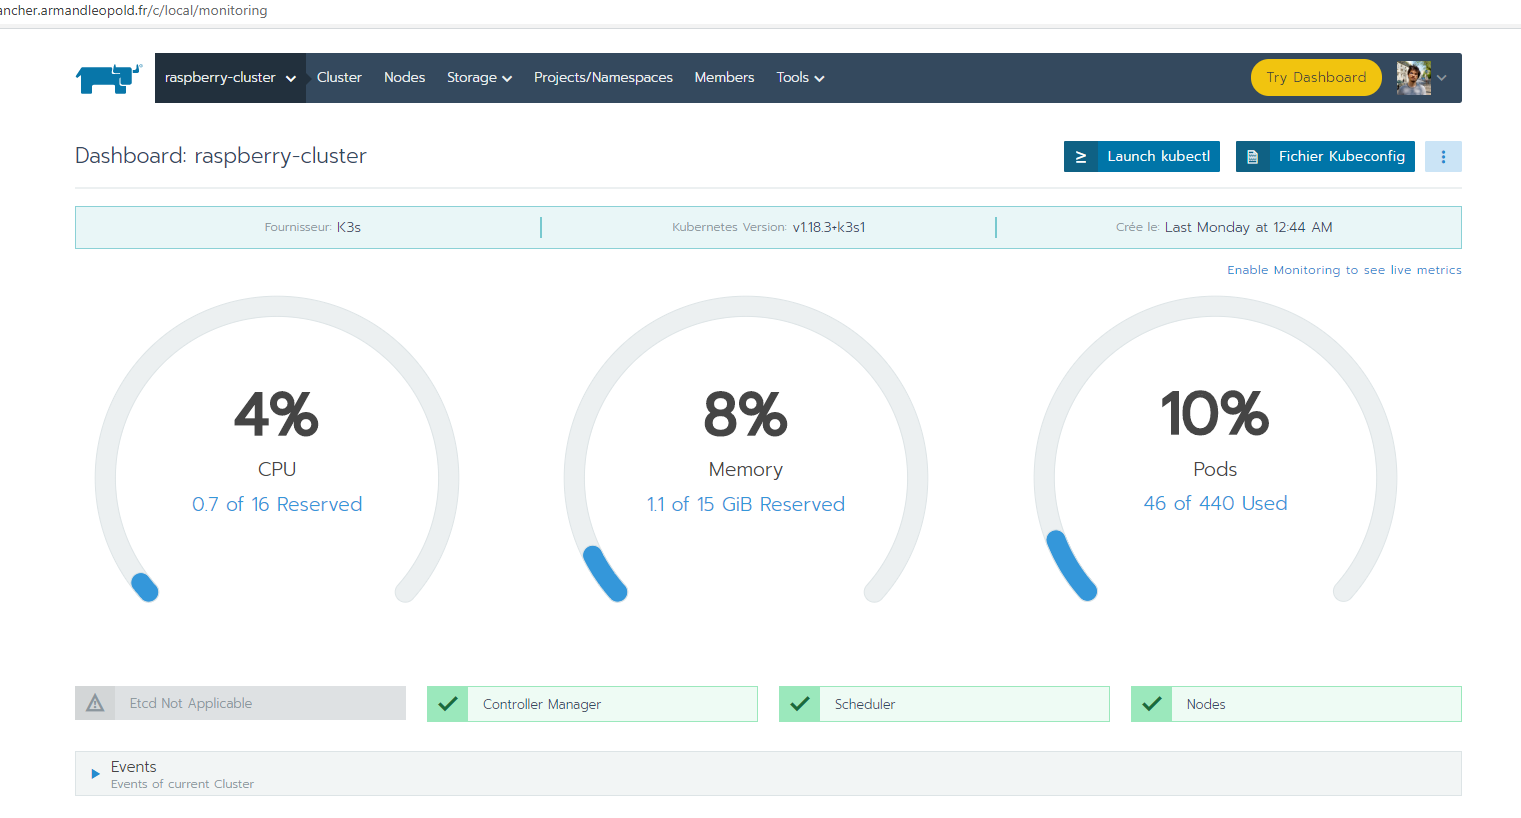 ancher.armandleopold.fr/c/local/monitoring
raspberry-cluster Cluster Nodes Storage Projects/Namespaces Members Tools Try Dashboard
Dashboard: raspberry-cluster
Launch kubectl
Fichier Kubeconfig
Fournisseur: K3s
Kubernetes Version: v1.18.3+k3s1
Crée le: Last Monday at 12:44 AM
Enable Monitoring to see live metrics
4%
CPU
0.7 of 16 Reserved
8%
Memory
1.1 of 15 GiB Reserved
10%
Pods
46 of 440 Used
Etcd Not Applicable
Controller Manager
Scheduler
Nodes
Events
Events of current Cluster